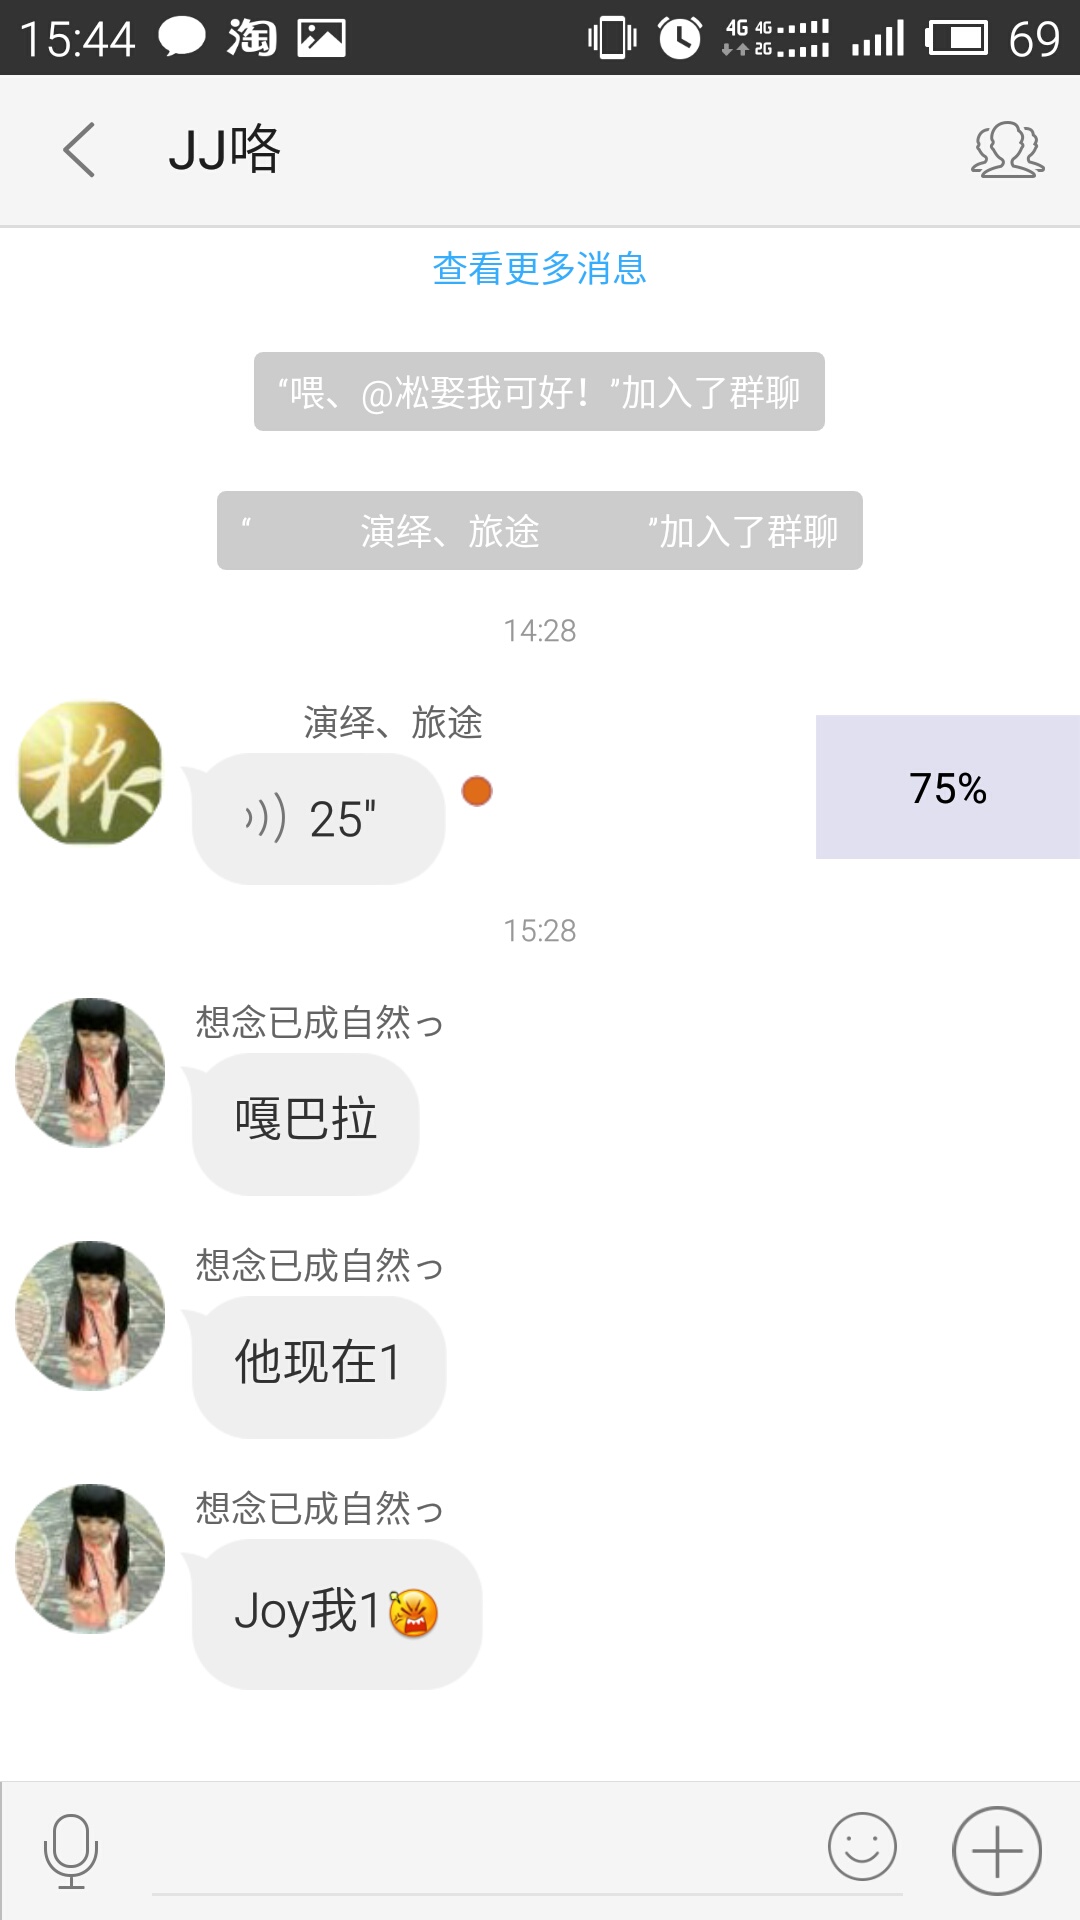 15:44 淘 4G 4G 2G 69
JJ咯
查看更多消息
“喂、@凇娶我可好！”加入了群聊
“ 演绎、旅途 ”加入了群聊
14:28
演绎、旅途
旅
25"
75%
15:28
想念已成自然っ
嘎巴拉
想念已成自然っ
他现在1
想念已成自然っ
Joy我1